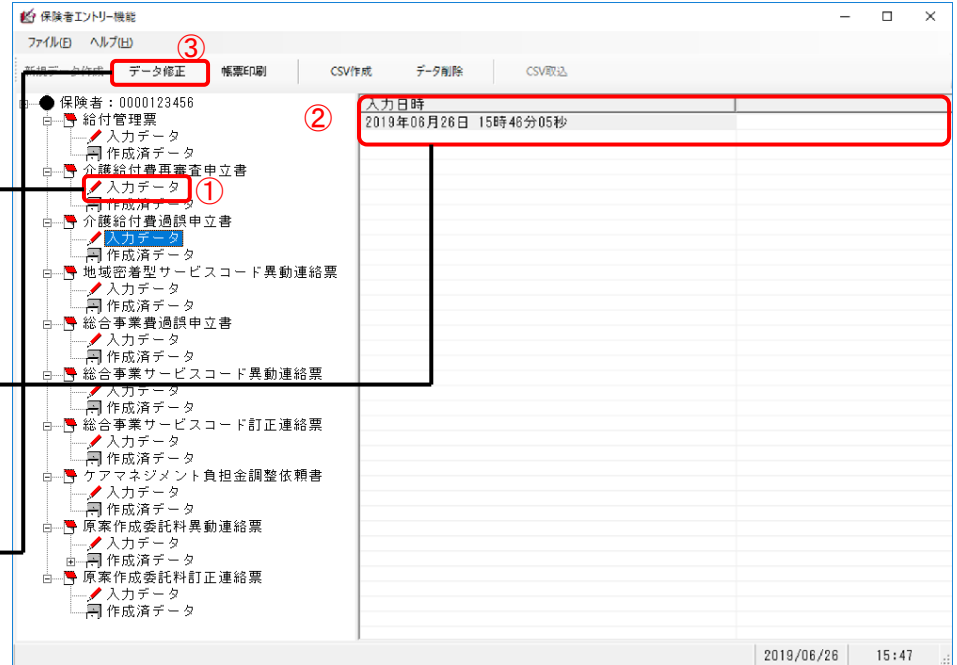 保険者エントリー機能
ファイル(F) ヘルプ(H)
③
新規データ作成 データ修正 帳票印刷 CSV作成 データ削除 CSV取込
保険者：0000123456
給付管理票
入力データ
作成済データ
介護給付費再審査申立書
入力データ ①
作成済データ
介護給付費過誤申立書
入力データ
作成済データ
地域密着型サービスコード異動連絡票
入力データ
作成済データ
総合事業費過誤申立書
入力データ
作成済データ
総合事業サービスコード異動連絡票
入力データ
作成済データ
総合事業サービスコード訂正連絡票
入力データ
作成済データ
ケアマネジメント負担金調整依頼書
入力データ
作成済データ
原案作成委託料異動連絡票
入力データ
作成済データ
原案作成委託料訂正連絡票
入力データ
作成済データ
②
入力日時
2019年06月26日 15時46分05秒
2019/06/26 15:47